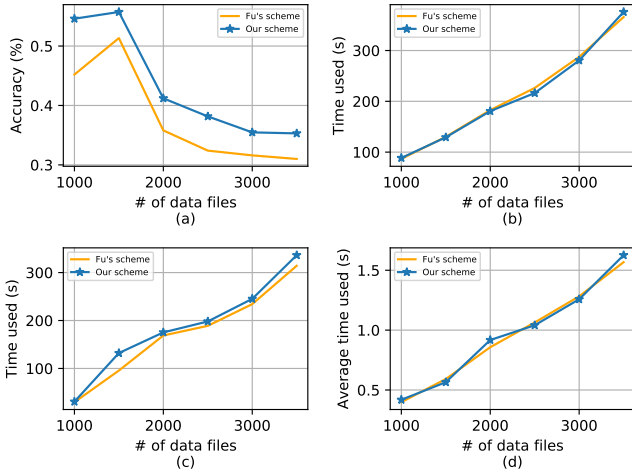 Fu's scheme
Our scheme
0.5
0.4
0.3
Accuracy (%)
1000 2000 3000
# of data files
(a)
Fu's scheme
Our scheme
300
200
100
Time used (s)
1000 2000 3000
# of data files
(b)
Fu's scheme
Our scheme
300
200
100
Time used (s)
1000 2000 3000
# of data files
(c)
Fu's scheme
Our scheme
1.5
1.0
0.5
Average time used (s)
1000 2000 3000
# of data files
(d)